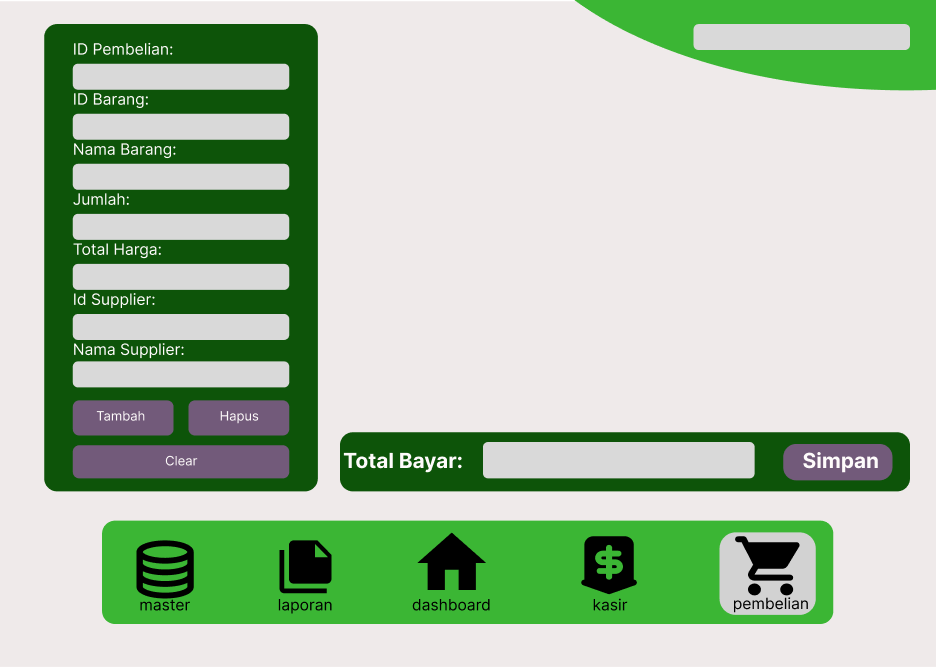 ID Pembelian:
ID Barang:
Nama Barang:
Jumlah:
Total Harga:
Id Supplier:
Nama Supplier:
Tambah
Hapus
Clear
Total Bayar:
Simpan
master
laporan
dashboard
kasir
pembelian